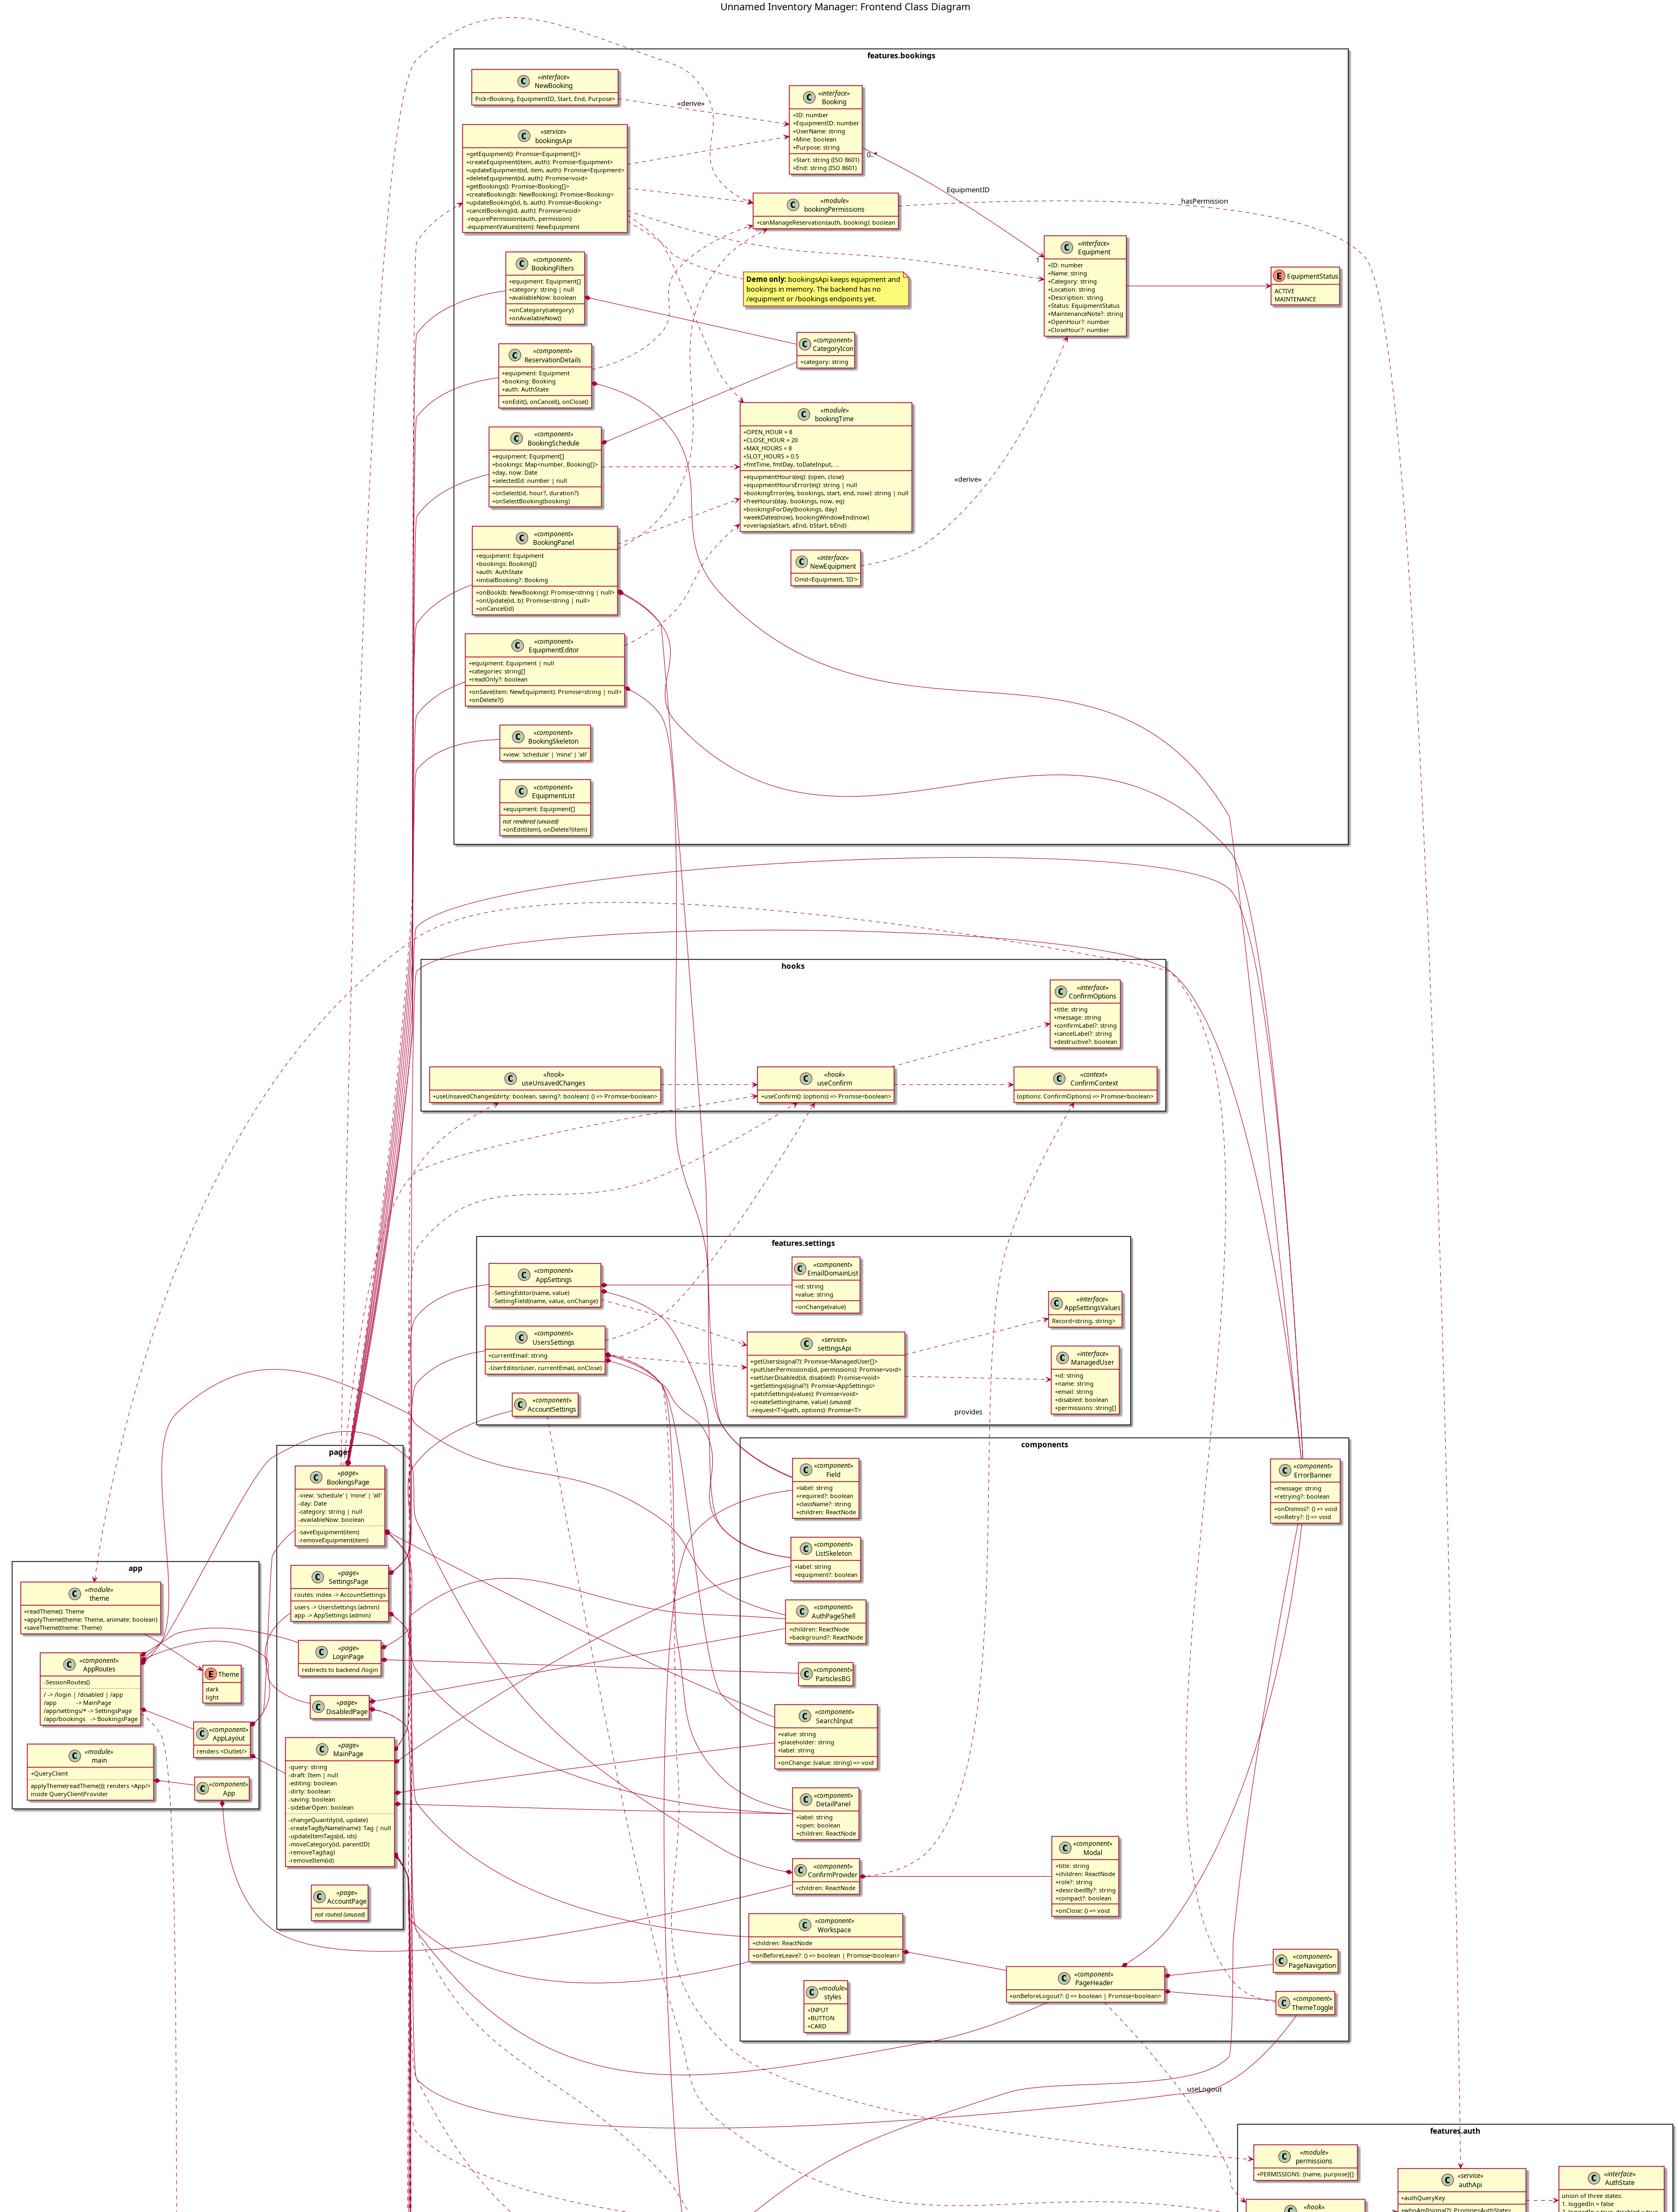 Unnamed Inventory Manager: Frontend Class Diagram
features.bookings
«interface»
NewBooking
Pick<Booking, EquipmentID, Start, End, Purpose>
«derive»
«interface»
Booking
+ID: number
+EquipmentID: number
+UserName: string
+Mine: boolean
+Purpose: string
+Start: string (ISO 8601)
+End: string (ISO 8601)
0..*
EquipmentID
1
«service»
bookingsApi
+getEquipment(): Promise<Equipment[]>
+createEquipment(item, auth): Promise<Equipment>
+updateEquipment(id, item, auth): Promise<Equipment>
+deleteEquipment(id, auth): Promise<void>
+getBookings(): Promise<Booking[]>
+createBooking(b: NewBooking): Promise<Booking>
+updateBooking(id, b, auth): Promise<Booking>
+cancelBooking(id, auth): Promise<void>
-requirePermission(auth, permission)
-equipmentValues(item): NewEquipment
«module»
bookingPermissions
+canManageReservation(auth, booking): boolean
hasPermission
«interface»
Equipment
+ID: number
+Name: string
+Category: string
+Location: string
+Description: string
+Status: EquipmentStatus
+MaintenanceNote?: string
+OpenHour?: number
+CloseHour?: number
EquipmentStatus
ACTIVE
MAINTENANCE
«component»
BookingFilters
+equipment: Equipment[]
+category: string | null
+availableNow: boolean
+onCategory(category)
+onAvailableNow()
Demo only: bookingsApi keeps equipment and
bookings in memory. The backend has no
/equipment or /bookings endpoints yet.
«component»
CategoryIcon
+category: string
«component»
ReservationDetails
+equipment: Equipment
+booking: Booking
+auth: AuthState
+onEdit(), onCancel(), onClose()
«component»
BookingSchedule
+equipment: Equipment[]
+bookings: Map<number, Booking[]>
+day, now: Date
+selectedId: number | null
+onSelect(id, hour?, duration?)
+onSelectBooking(booking)
«module»
bookingTime
+OPEN_HOUR = 8
+CLOSE_HOUR = 20
+MAX_HOURS = 8
+SLOT_HOURS = 0.5
+fmtTime, fmtDay, toDateInput, ...
+equipmentHours(eq): {open, close}
+equipmentHoursError(eq): string | null
+bookingError(eq, bookings, start, end, now): string | null
+freeHours(day, bookings, now, eq)
+bookingsForDay(bookings, day)
+weekDates(now), bookingWindowEnd(now)
+overlaps(aStart, aEnd, bStart, bEnd)
«derive»
«component»
BookingPanel
+equipment: Equipment
+bookings: Booking[]
+auth: AuthState
+initialBooking?: Booking
+onBook(b: NewBooking): Promise<string | null>
+onUpdate(id, b): Promise<string | null>
+onCancel(id)
«interface»
NewEquipment
Omit<Equipment, 'ID'>
«component»
EquipmentEditor
+equipment: Equipment | null
+categories: string[]
+readOnly?: boolean
+onSave(item: NewEquipment): Promise<string | null>
+onDelete?()
«component»
BookingSkeleton
+view: 'schedule' | 'mine' | 'all'
«component»
EquipmentList
+equipment: Equipment[]
not rendered (unused)
+onEdit(item), onDelete?(item)
hooks
«interface»
ConfirmOptions
+title: string
+message: string
+confirmLabel?: string
+cancelLabel?: string
+destructive?: boolean
«hook»
useUnsavedChanges
+useUnsavedChanges(dirty: boolean, saving?: boolean): () => Promise<boolean>
«hook»
useConfirm
+useConfirm(): (options) => Promise<boolean>
«context»
ConfirmContext
(options: ConfirmOptions) => Promise<boolean>
features.settings
«component»
AppSettings
-SettingEditor(name, value)
-SettingField(name, value, onChange)
«component»
EmailDomainList
+id: string
+value: string
+onChange(value)
«interface»
AppSettingsValues
Record<string, string>
«component»
UsersSettings
+currentEmail: string
-UserEditor(user, currentEmail, onClose)
«service»
settingsApi
+getUsers(signal?): Promise<ManagedUser[]>
+putUserPermissions(id, permissions): Promise<void>
+setUserDisabled(id, disabled): Promise<void>
+getSettings(signal?): Promise<AppSettings>
+patchSettings(values): Promise<void>
+createSetting(name, value) (unused)
-request<T>(path, options): Promise<T>
«interface»
ManagedUser
+id: string
+name: string
+email: string
+disabled: boolean
+permissions: string[]
«component»
AccountSettings
provides
pages
«page»
BookingsPage
-view: 'schedule' | 'mine' | 'all'
-day: Date
-category: string | null
-availableNow: boolean
-saveEquipment(item)
-removeEquipment(item)
«page»
SettingsPage
routes: index -> AccountSettings
users -> UsersSettings (admin)
app -> AppSettings (admin)
«page»
LoginPage
redirects to backend /login
«page»
DisabledPage
«page»
MainPage
-query: string
-draft: Item | null
-editing: boolean
-dirty: boolean
-saving: boolean
-sidebarOpen: boolean
-changeQuantity(id, update)
-createTagByName(name): Tag | null
-updateItemTags(id, ids)
-moveCategory(id, parentID)
-removeTag(tag)
-removeItem(id)
«page»
AccountPage
not routed (unused)
app
«module»
theme
+readTheme(): Theme
+applyTheme(theme: Theme, animate: boolean)
+saveTheme(theme: Theme)
«component»
AppRoutes
-SessionRoutes()
/ -> /login | /disabled | /app
/app -> MainPage
/app/settings/* -> SettingsPage
/app/bookings -> BookingsPage
Theme
dark
light
«component»
AppLayout
renders <Outlet/>
«module»
main
+QueryClient
applyTheme(readTheme()); renders <App/>
inside QueryClientProvider
«component»
App
components
«component»
Field
+label: string
+required?: boolean
+className?: string
+children: ReactNode
«component»
ErrorBanner
+message: string
+retrying?: boolean
+onDismiss?: () => void
+onRetry?: () => void
«component»
ListSkeleton
+label: string
+equipment?: boolean
«component»
AuthPageShell
+children: ReactNode
+background?: ReactNode
«component»
ParticlesBG
«component»
SearchInput
+value: string
+placeholder: string
+label: string
+onChange: (value: string) => void
«component»
DetailPanel
+label: string
+open: boolean
+children: ReactNode
«component»
ConfirmProvider
+children: ReactNode
«component»
Modal
+title: string
+children: ReactNode
+role?: string
+describedBy?: string
+compact?: boolean
+onClose: () => void
«component»
Workspace
+children: ReactNode
+onBeforeLeave?: () => boolean | Promise<boolean>
«component»
PageHeader
+onBeforeLogout?: () => boolean | Promise<boolean>
«component»
PageNavigation
«component»
ThemeToggle
«module»
styles
+INPUT
+BUTTON
+CARD
useLogout
features.auth
«module»
permissions
+PERMISSIONS: {name, purpose}[]
«service»
authApi
+authQueryKey
+whoAmI(signal?): Promise<AuthState>
«interface»
AuthState
union of three states:
1. loggedIn = false
«hook»